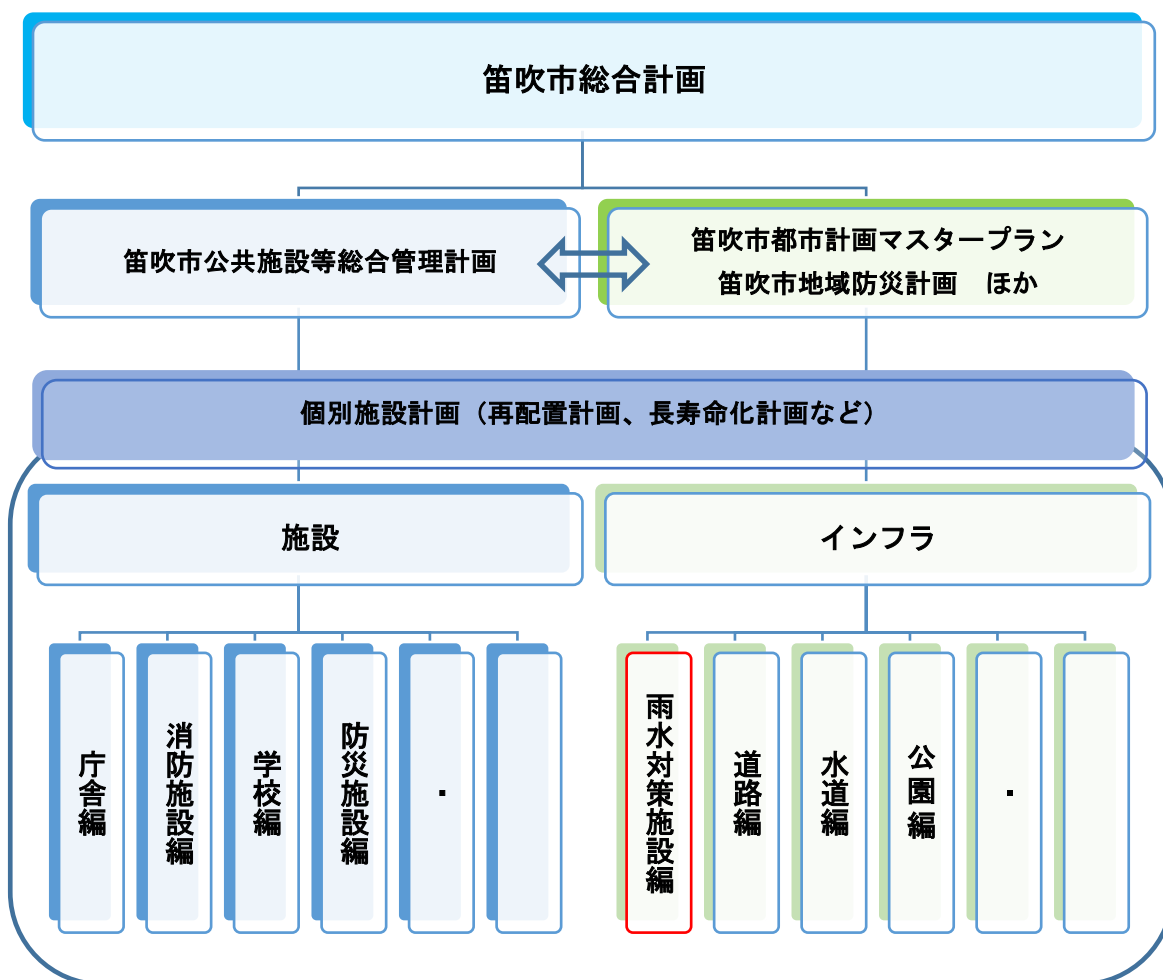 笛吹市総合計画
笛吹市公共施設等総合管理計画
笛吹市都市計画マスタープラン
笛吹市地域防災計画　ほか
個別施設計画（再配置計画、長寿命化計画など）
施設
インフラ
庁舎編
消防施設編
学校編
防災施設編
・
雨水対策施設編
道路編
水道編
公園編
・